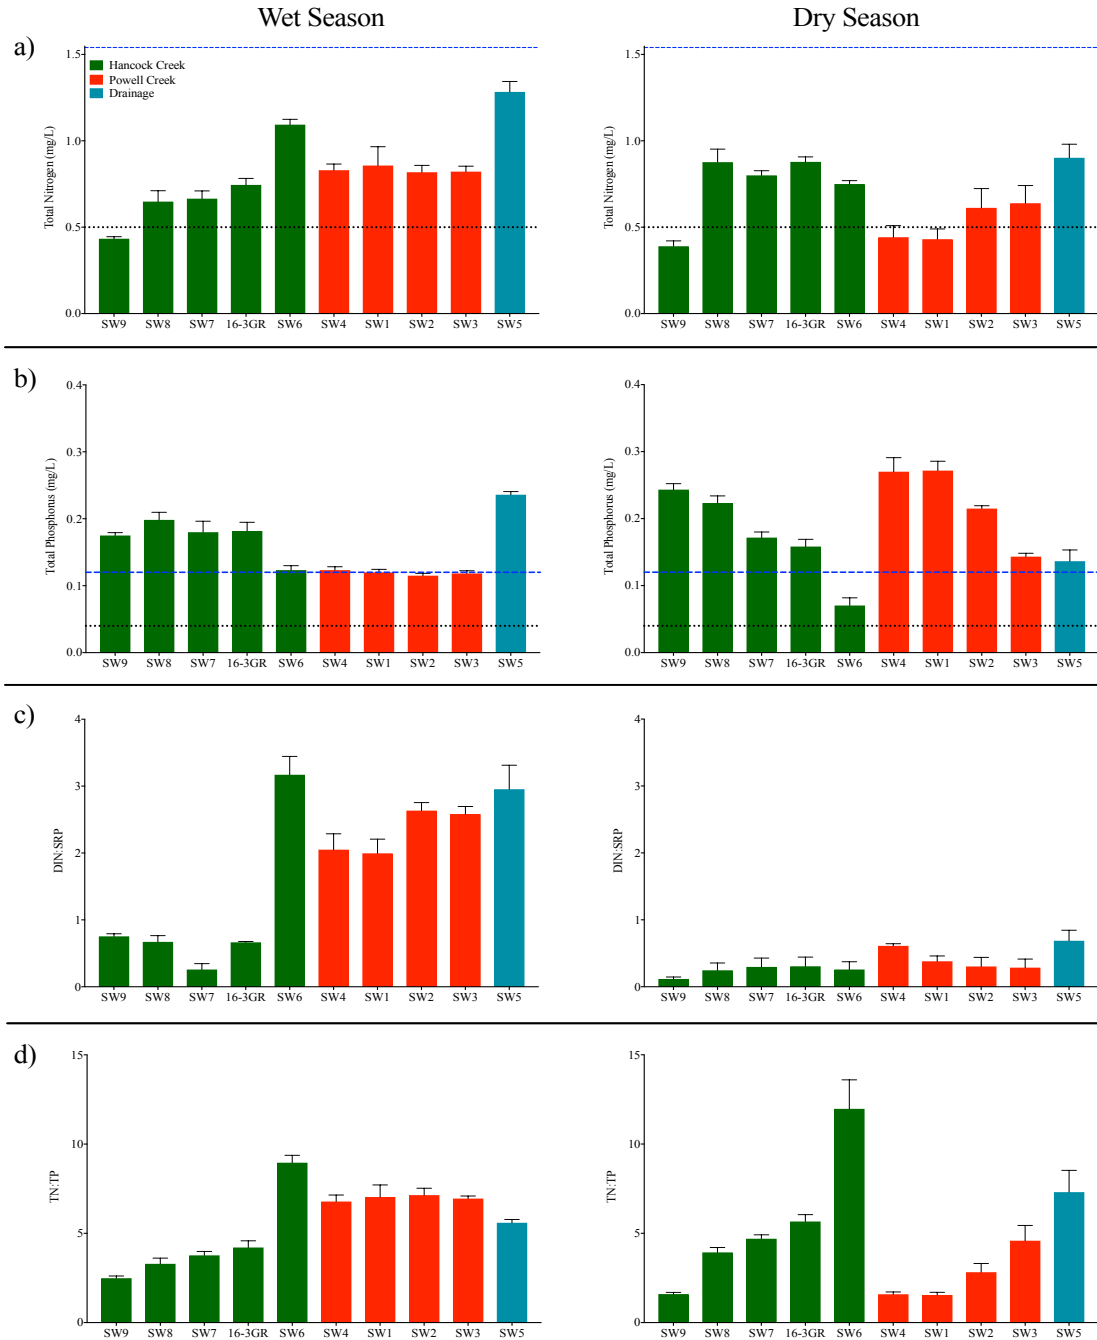 Wet Season
Dry Season
a)
Total Nitrogen (mg/L)
1.5
1.0
0.5
0.0
Hancock Creek
Powell Creek
Drainage
SW9 SW8 SW7 16-3GR SW6 SW4 SW1 SW2 SW3 SW5
Total Nitrogen (mg/L)
1.5
1.0
0.5
0.0
SW9 SW8 SW7 16-3GR SW6 SW4 SW1 SW2 SW3 SW5
b)
Total Phosphorus (mg/L)
0.4
0.3
0.2
0.1
0.0
SW9 SW8 SW7 16-3GR SW6 SW4 SW1 SW2 SW3 SW5
Total Phosphorus (mg/L)
0.4
0.3
0.2
0.1
0.0
SW9 SW8 SW7 16-3GR SW6 SW4 SW1 SW2 SW3 SW5
c)
DIN:SRP
4
3
2
1
0
SW9 SW8 SW7 16-3GR SW6 SW4 SW1 SW2 SW3 SW5
DIN:SRP
4
3
2
1
0
SW9 SW8 SW7 16-3GR SW6 SW4 SW1 SW2 SW3 SW5
d)
TN:TP
15
10
5
0
SW9 SW8 SW7 16-3GR SW6 SW4 SW1 SW2 SW3 SW5
TN:TP
15
10
5
0
SW9 SW8 SW7 16-3GR SW6 SW4 SW1 SW2 SW3 SW5